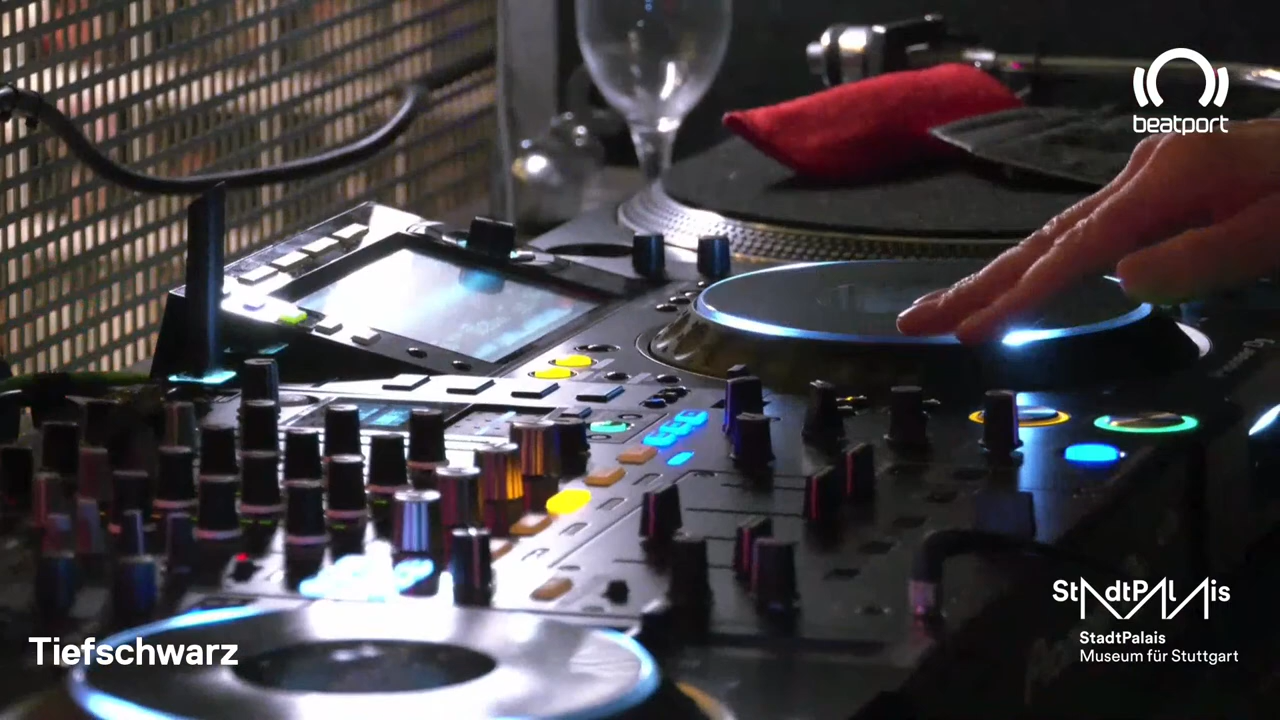 beatport
StadtPalais
StadtPalais
Museum für Stuttgart
Tiefschwarz